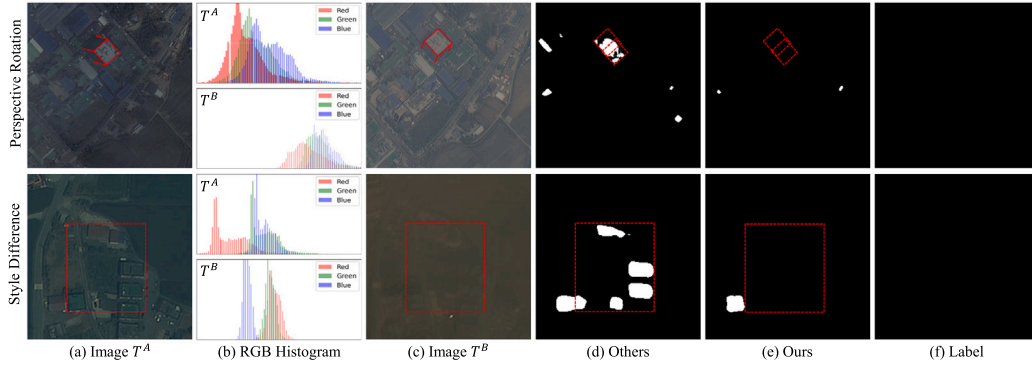 Perspective Rotation
T^A
Red
Green
Blue
T^B
Red
Green
Blue
Style Difference
T^A
Red
Green
Blue
T^B
Red
Green
Blue
(a) Image T^A
(b) RGB Histogram
(c) Image T^B
(d) Others
(e) Ours
(f) Label